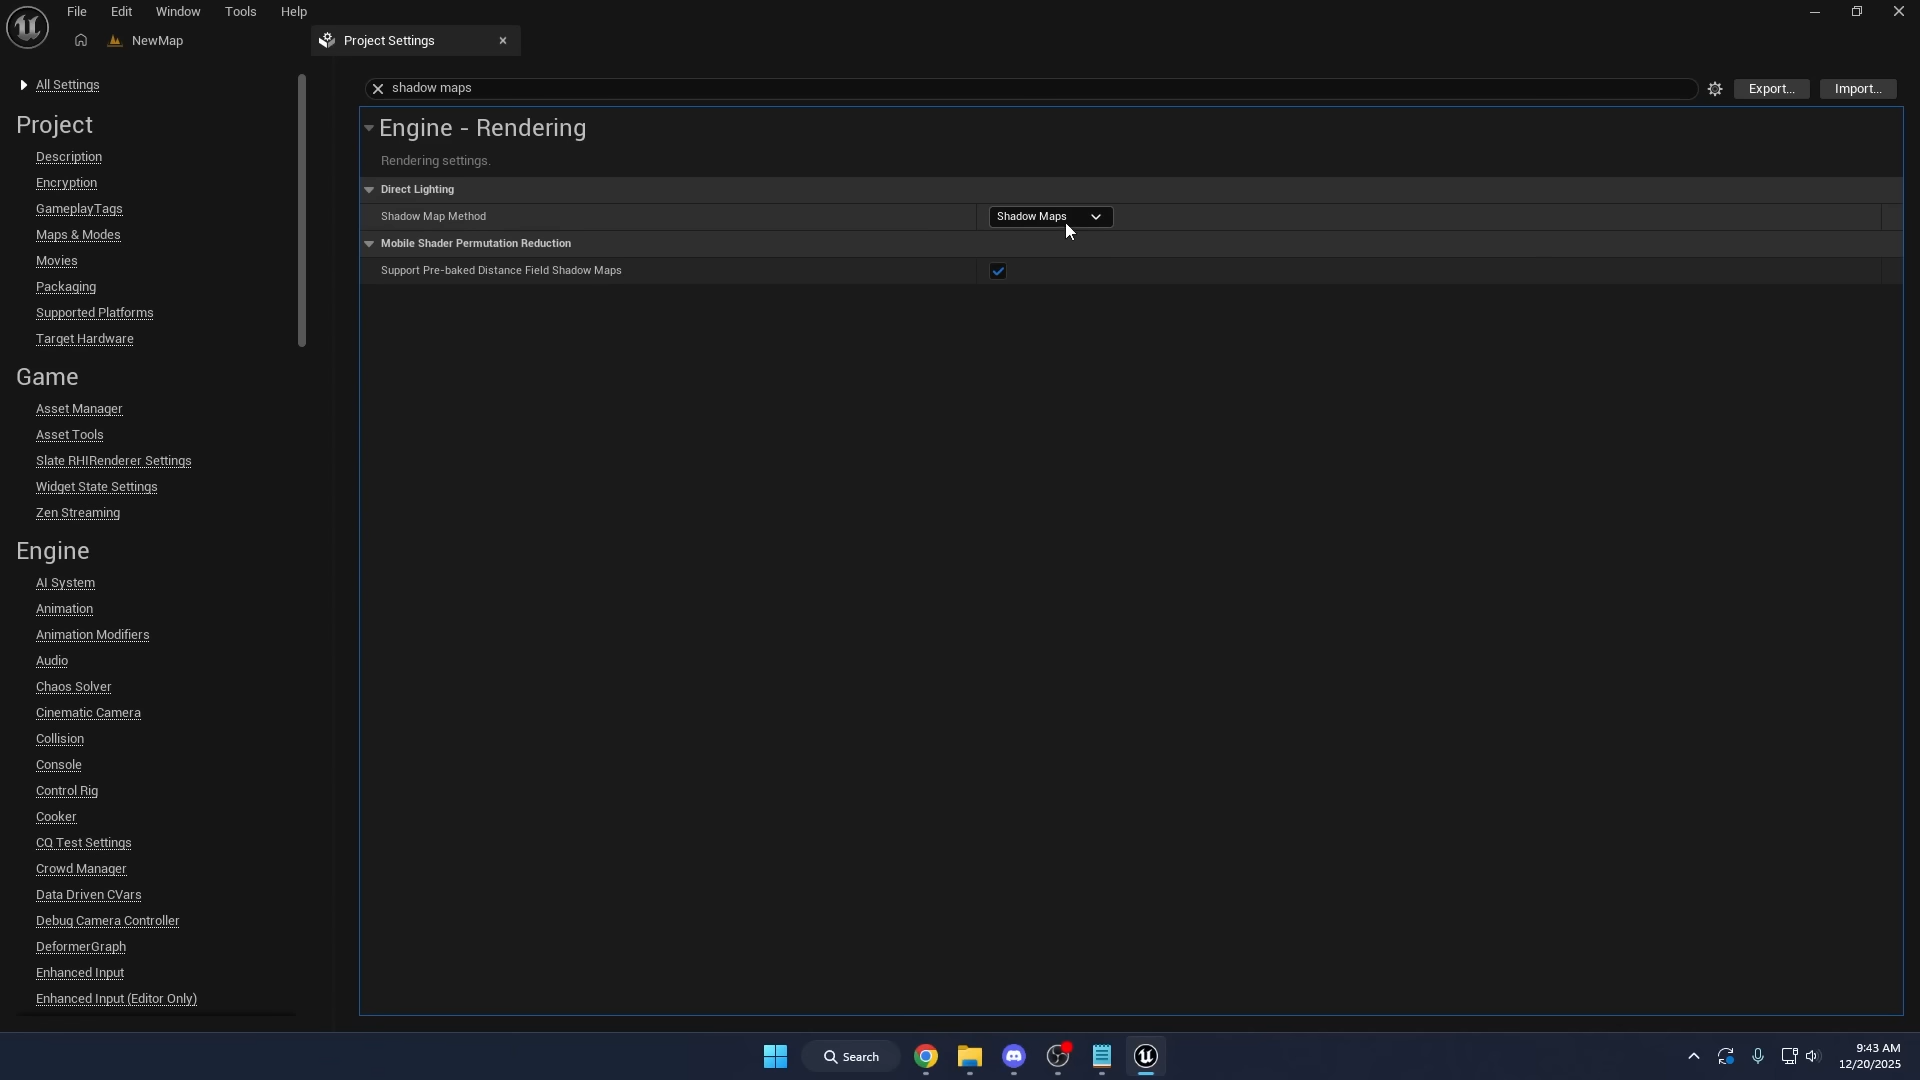 File
Edit
Window
Tools
Help
NewMap
Project Settings
All Settings
Project
Description
Encryption
GameplayTags
Maps & Modes
Movies
Packaging
Supported Platforms
Target Hardware
Game
Asset Manager
Asset Tools
Slate RHIRenderer Settings
Widget State Settings
Zen Streaming
Engine
AI System
Animation
Animation Modifiers
Audio
Chaos Solver
Cinematic Camera
Collision
Console
Control Rig
Cooker
CQ Test Settings
Crowd Manager
Data Driven CVars
Debug Camera Controller
DeformerGraph
Enhanced Input
Enhanced Input (Editor Only)
shadow maps
Export...
Import...
Engine - Rendering
Rendering settings.
Direct Lighting
Shadow Map Method
Shadow Maps
Mobile Shader Permutation Reduction
Support Pre-baked Distance Field Shadow Maps
Search
9:43 AM
12/20/2025